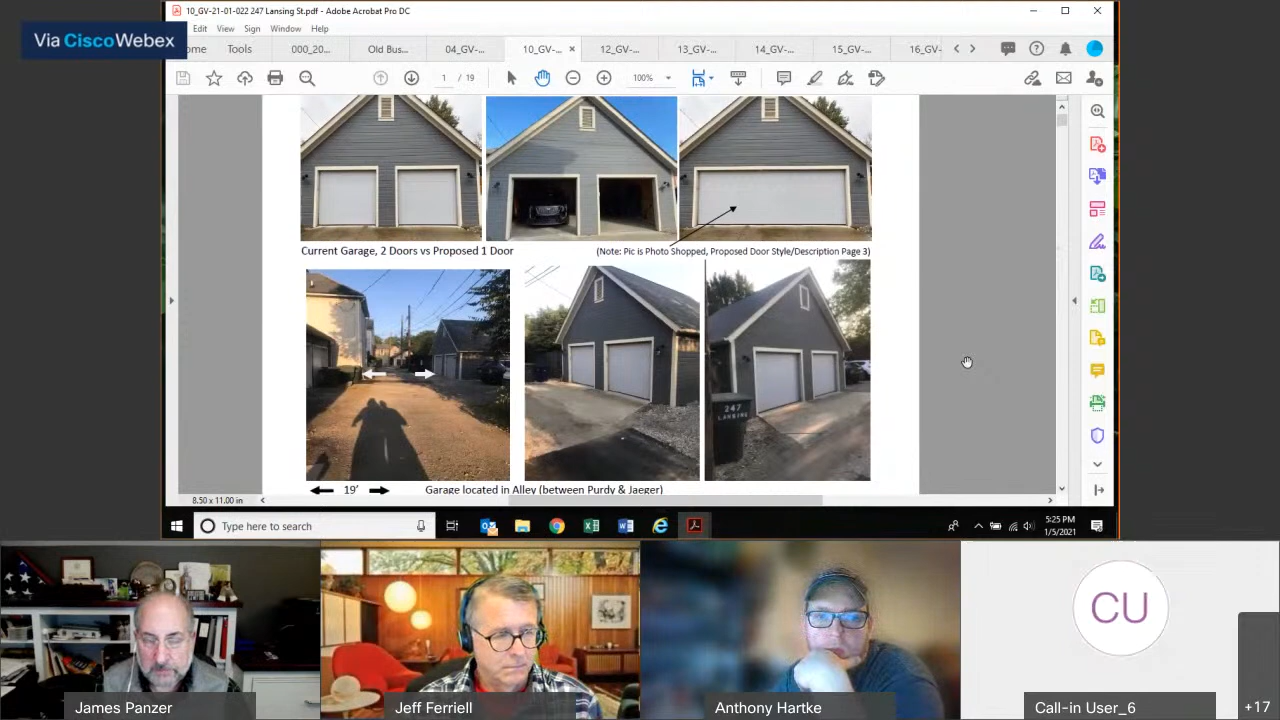 10_GV-21-01-022 247 Lansing St.pdf - Adobe Acrobat Pro DC
Via Cisco Webex
Edit View Sign Window Help
ome Tools 000_20... Old Bas... 04_GV-... 10_GV-... 12_GV-... 13_GV-... 14_GV-... 15_GV-... 16_GV-
1 / 19 100%
Current Garage, 2 Doors vs Proposed 1 Door (Note: Pic is Photo Shopped, Proposed Door Style/Description Page 3)
247
LANSING
19' Garage located in Alley (between Purdy & Jaeger)
8.50 x 11.00 in
Type here to search
5:25 PM
1/5/2021
CU
James Panzer Jeff Ferriell Anthony Hartke Call-in User_6 +17